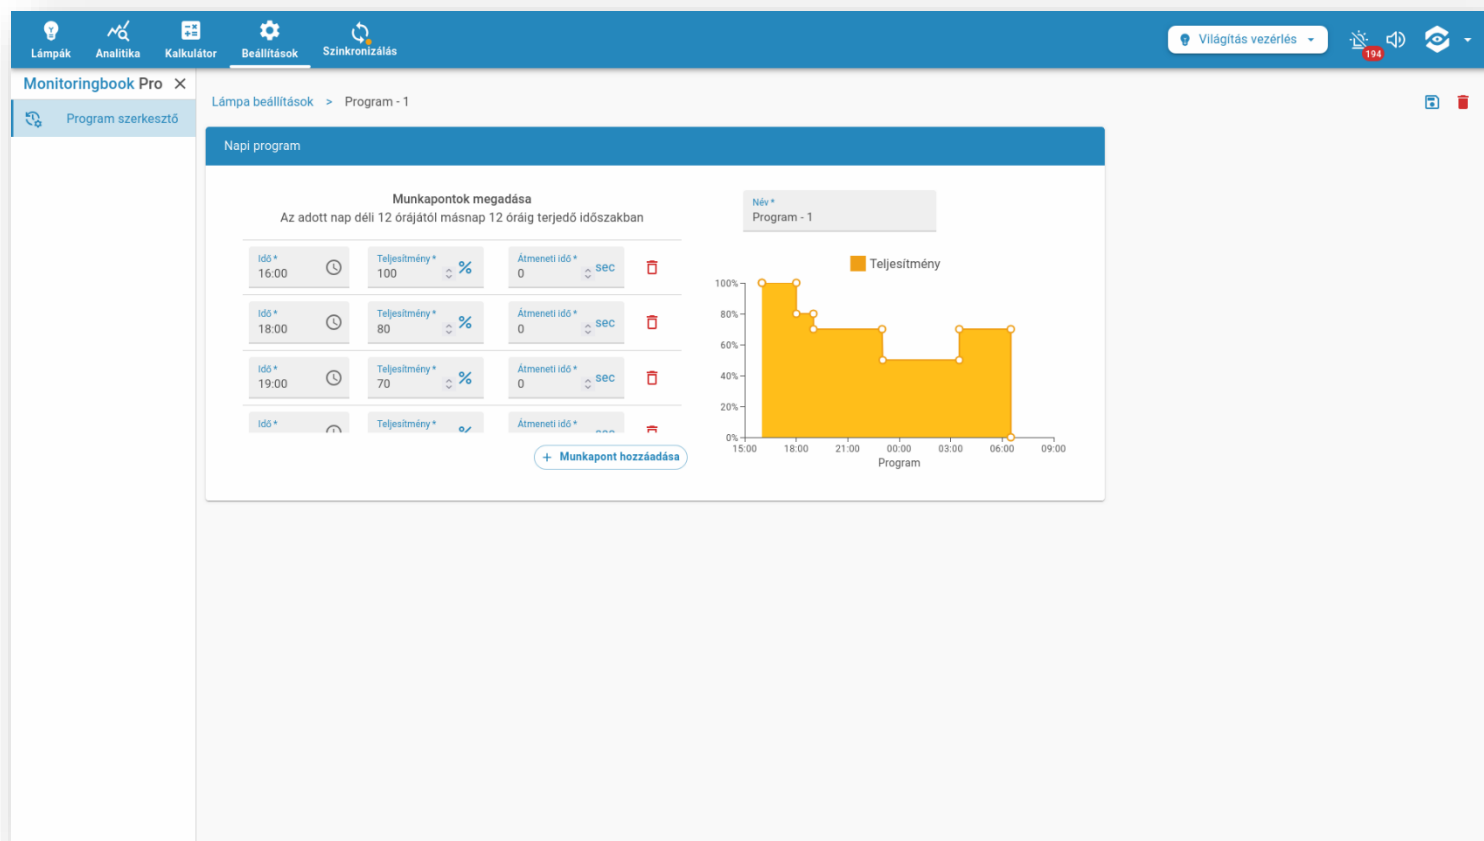 Lámpák
Analitika
Kalkulátor
Beállítások
Szinkronizálás
Világítás vezérlés
194
Monitoringbook Pro
Program szerkesztő
Lámpa beállítások > Program - 1
Napi program
Munkapontok megadása
Az adott nap déli 12 órájától másnap 12 óráig terjedő időszakban
Idő *
16:00
Teljesítmény *
100
%
Átmeneti idő *
0
sec
Idő *
18:00
Teljesítmény *
80
%
Átmeneti idő *
0
sec
Idő *
19:00
Teljesítmény *
70
%
Átmeneti idő *
0
sec
Idő *
Teljesítmény *
Átmeneti idő *
+ Munkapont hozzáadása
Név *
Program - 1
Teljesítmény
100%
80%
60%
40%
20%
0%
15:00 18:00 21:00 00:00 03:00 06:00 09:00
Program